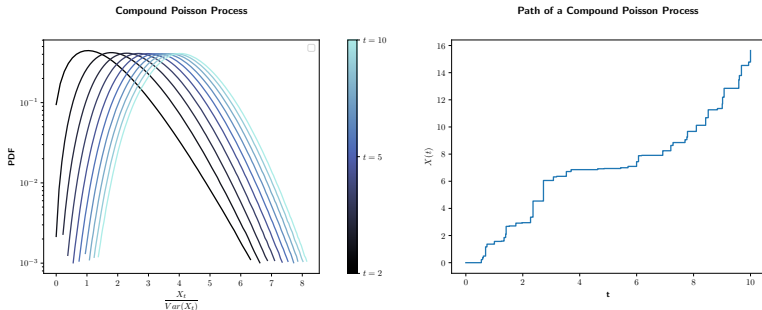 Compound Poisson Process
PDF
10⁻¹
10⁻²
10⁻³
0 1 2 3 4 5 6 7 8
X_t
Var(X_t)
t = 10
t = 5
t = 2
Path of a Compound Poisson Process
X(t)
16
14
12
10
8
6
4
2
0
0 2 4 6 8 10
t